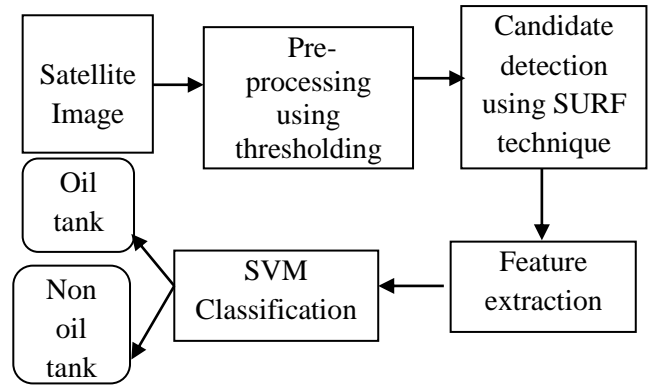 Satellite
Image
Pre-
processing
using
thresholding
Candidate
detection
using SURF
technique
Feature
extraction
SVM
Classification
Oil
tank
Non
oil
tank